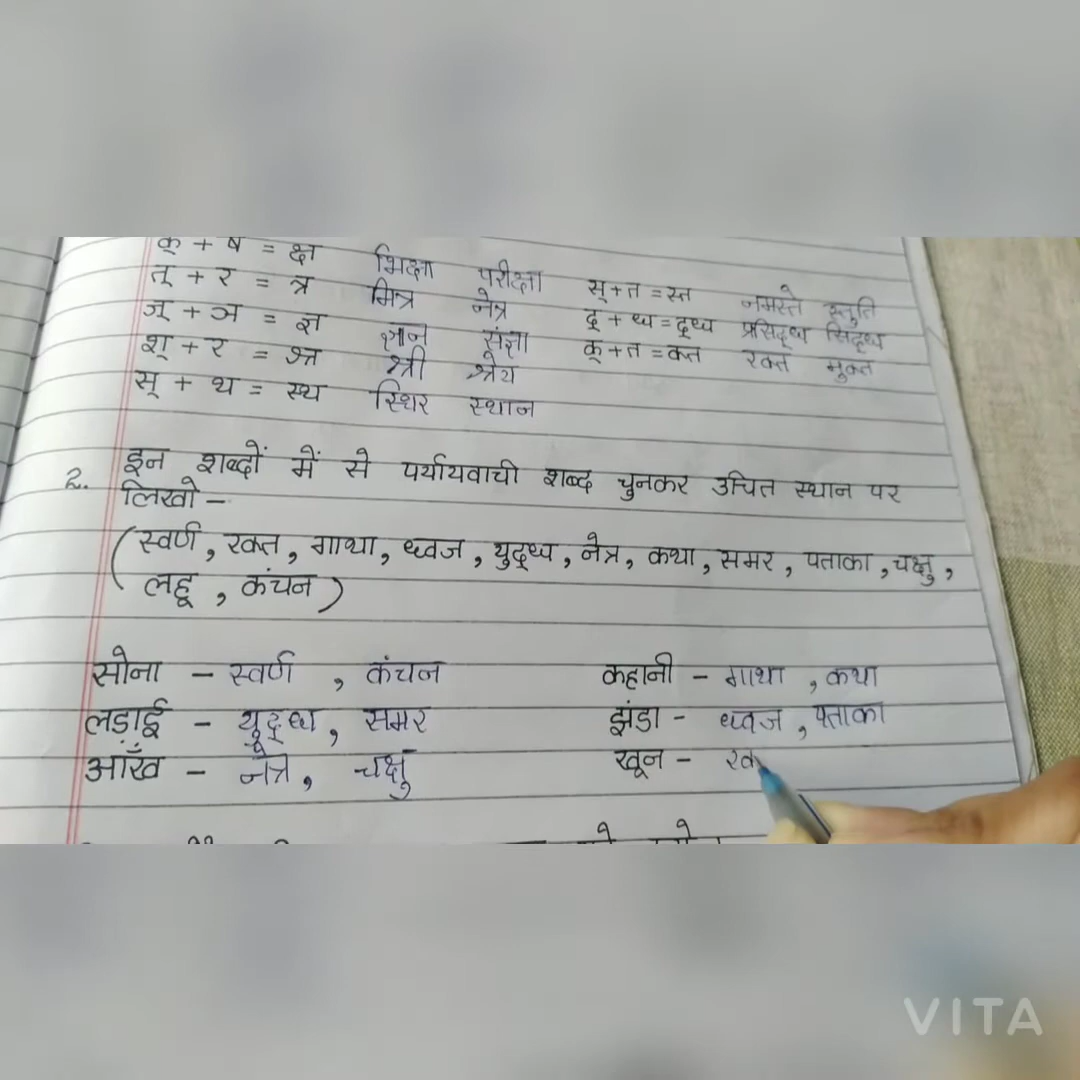 क् + ष = क्ष भिक्षा परीक्षा स् + त = स्त नमस्ते स्तुति
त् + र = त्र मित्र नेत्र द् + ध्य = द्ध्य प्रसिद्ध्य सिद्ध्य
ज् + ञ = ज्ञ ज्ञान संज्ञा क् + त = क्त रक्त मुक्त
श् + र = श्र श्री श्रेय
स् + थ = स्थ स्थिर स्थान
2. इन शब्दों में से पर्यायवाची शब्द चुनकर उचित स्थान पर
लिखो –
(स्वर्ण, रक्त, गाथा, ध्वज, युद्ध्य, नेत्र, कथा, समर, पताका, चक्षु,
लहू, कंचन)
सोना – स्वर्ण, कंचन कहानी – गाथा, कथा
लड़ाई – युद्ध्य, समर झंडा – ध्वज, पताका
आँख – नेत्र, चक्षु खून – रक
VITA